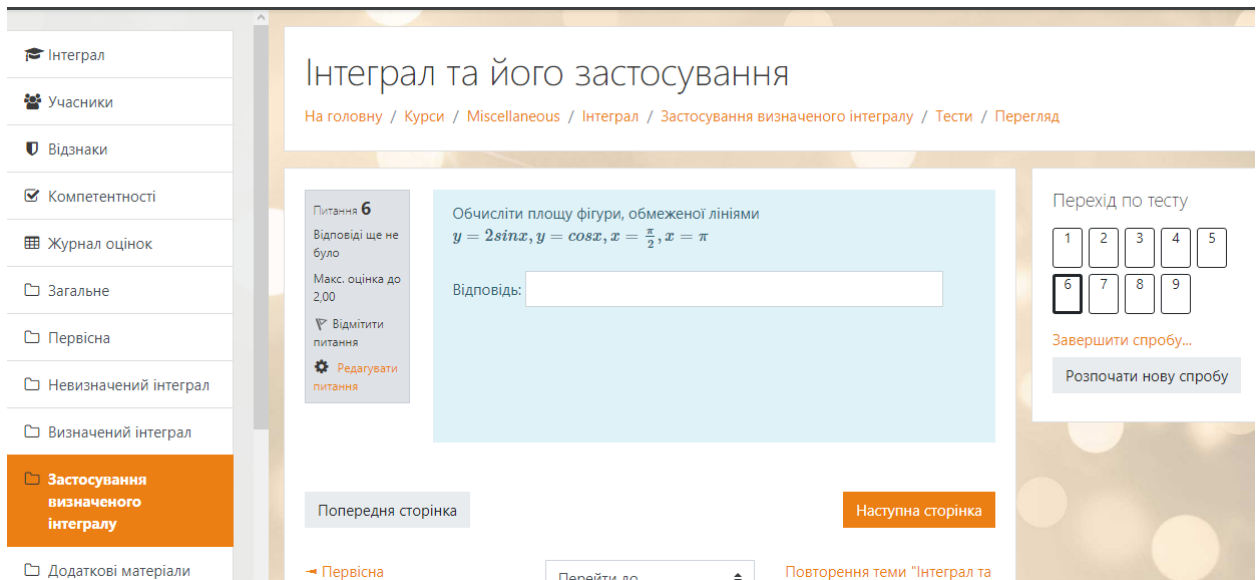 Інтеграл
Учасники
Відзнаки
Компетентності
Журнал оцінок
Загальне
Первісна
Невизначений інтеграл
Визначений інтеграл
Застосування
визначеного
інтегралу
Додаткові матеріали
Інтеграл та його застосування
На головну / Курси / Miscellaneous / Інтеграл / Застосування визначеного інтегралу / Тести / Перегляд
Питання 6
Відповіді ще не
було
Макс. оцінка до
2,00
Відмітити
питання
Редагувати
питання
Обчисліти площу фігури, обмеженої лініями
y = 2sinx, y = cosx, x = π/2, x = π
Відповідь:
Попередня сторінка
Наступна сторінка
◄ Первісна
Перейти до...
Повторення теми "Інтеграл та
Перехід по тесту
1 2 3 4 5
6 7 8 9
Завершити спробу...
Розпочати нову спробу